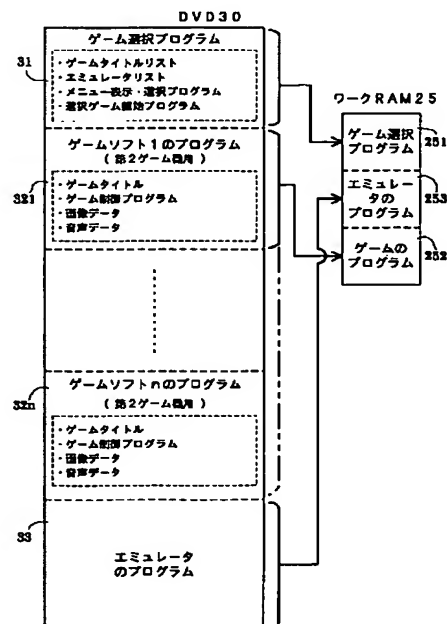 DVD30
31
ゲーム選択プログラム
・ゲームタイトルリスト
・エミュレータリスト
・メニュー表示・選択プログラム
・選択ゲーム開始プログラム
321
ゲームソフト1のプログラム
(第2ゲーム機用)
・ゲームタイトル
・ゲーム制御プログラム
・画像データ
・音声データ
32n
ゲームソフトnのプログラム
(第2ゲーム機用)
・ゲームタイトル
・ゲーム制御プログラム
・画像データ
・音声データ
33
エミュレータ
のプログラム
ワークRAM25
ゲーム選択
プログラム
251
エミュレー
タの
プログラム
253
ゲームの
プログラム
252